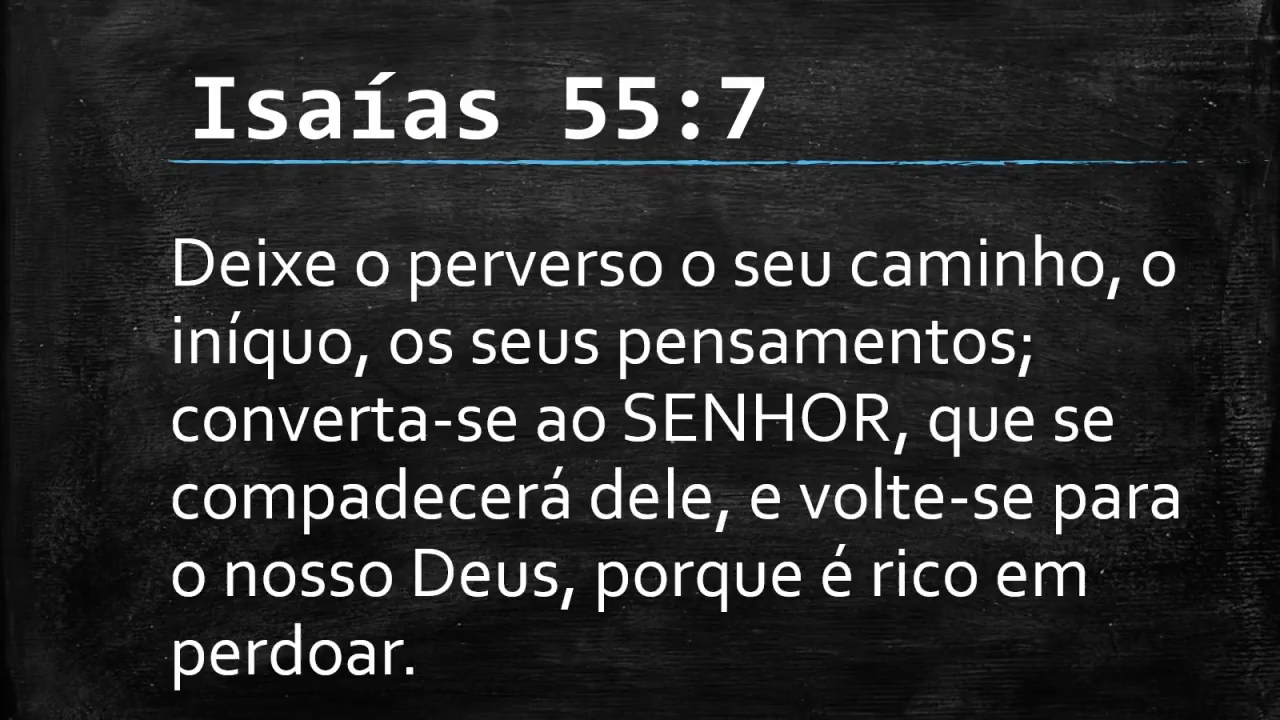 Isaías 55:7
Deixe o perverso o seu caminho, o
iníquo, os seus pensamentos;
converta-se ao SENHOR, que se
compadecerá dele, e volte-se para
o nosso Deus, porque é rico em
perdoar.